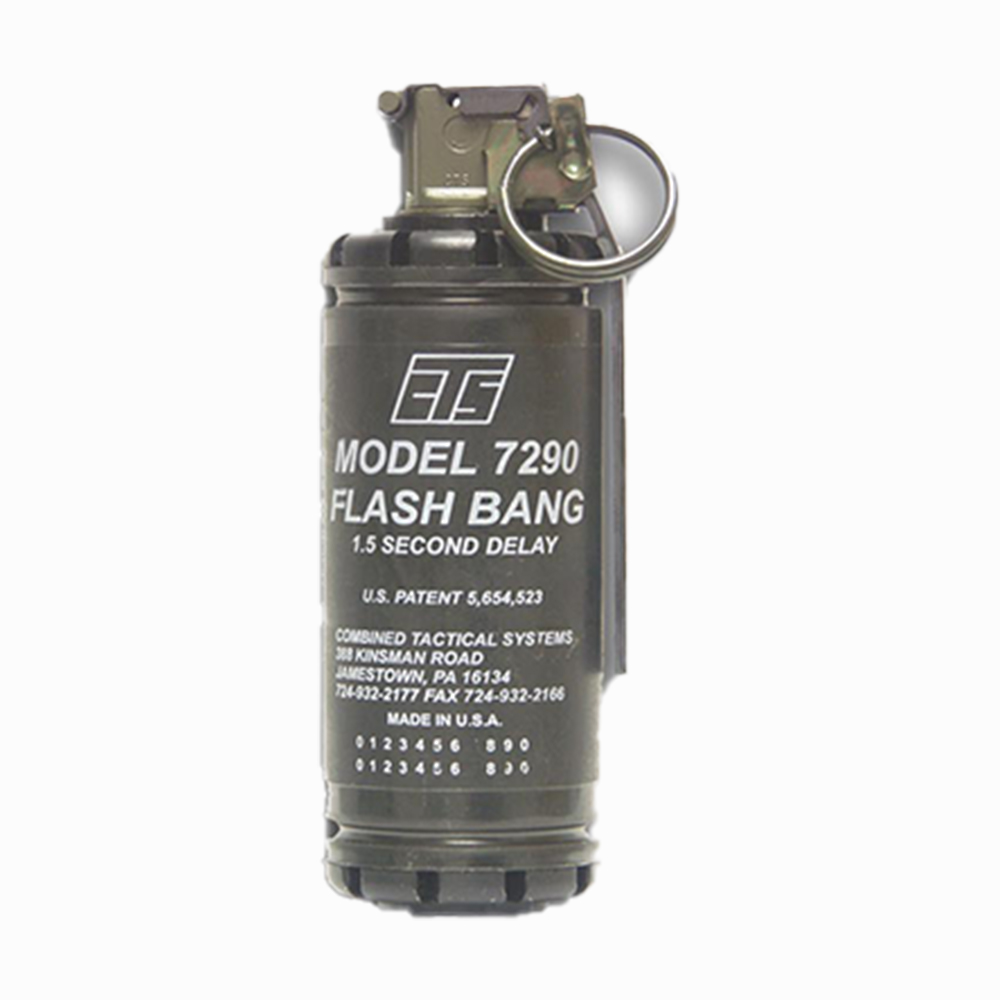 CTS
MODEL 7290
FLASH BANG
1.5 SECOND DELAY
U.S. PATENT 5,654,523
COMBINED TACTICAL SYSTEMS
388 KINSMAN ROAD
JAMESTOWN, PA 16134
724-932-2177 FAX 724-932-2166
MADE IN U.S.A.
0 1 2 3 4 5 6 8 9 0
0 1 2 3 4 5 6 8 9 0